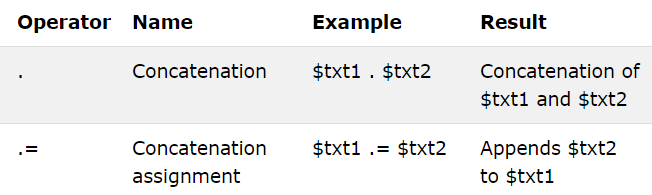 Operator Name Example Result
. Concatenation $txt1 . $txt2 Concatenation of
$txt1 and $txt2
.= Concatenation $txt1 .= $txt2 Appends $txt2
assignment to $txt1